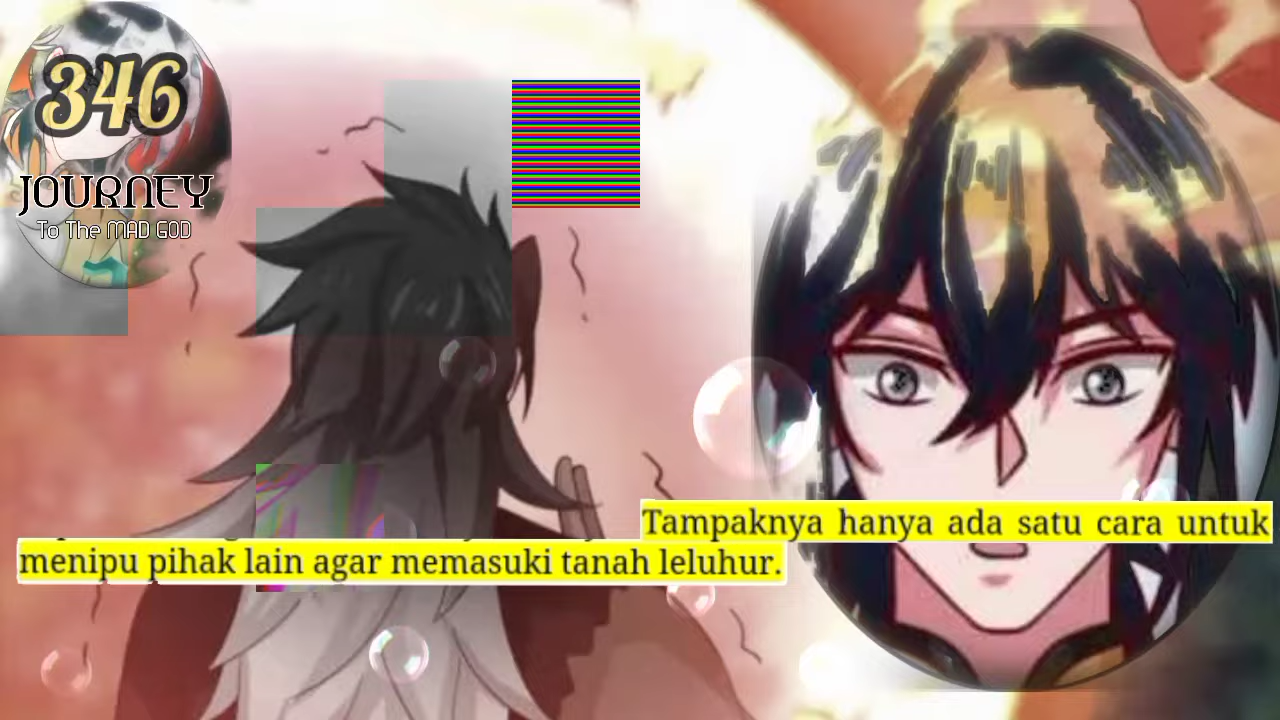 346
JOURNEY
To The MAD GOD
Tampaknya hanya ada satu cara untuk
menipu pihak lain agar memasuki tanah leluhur.